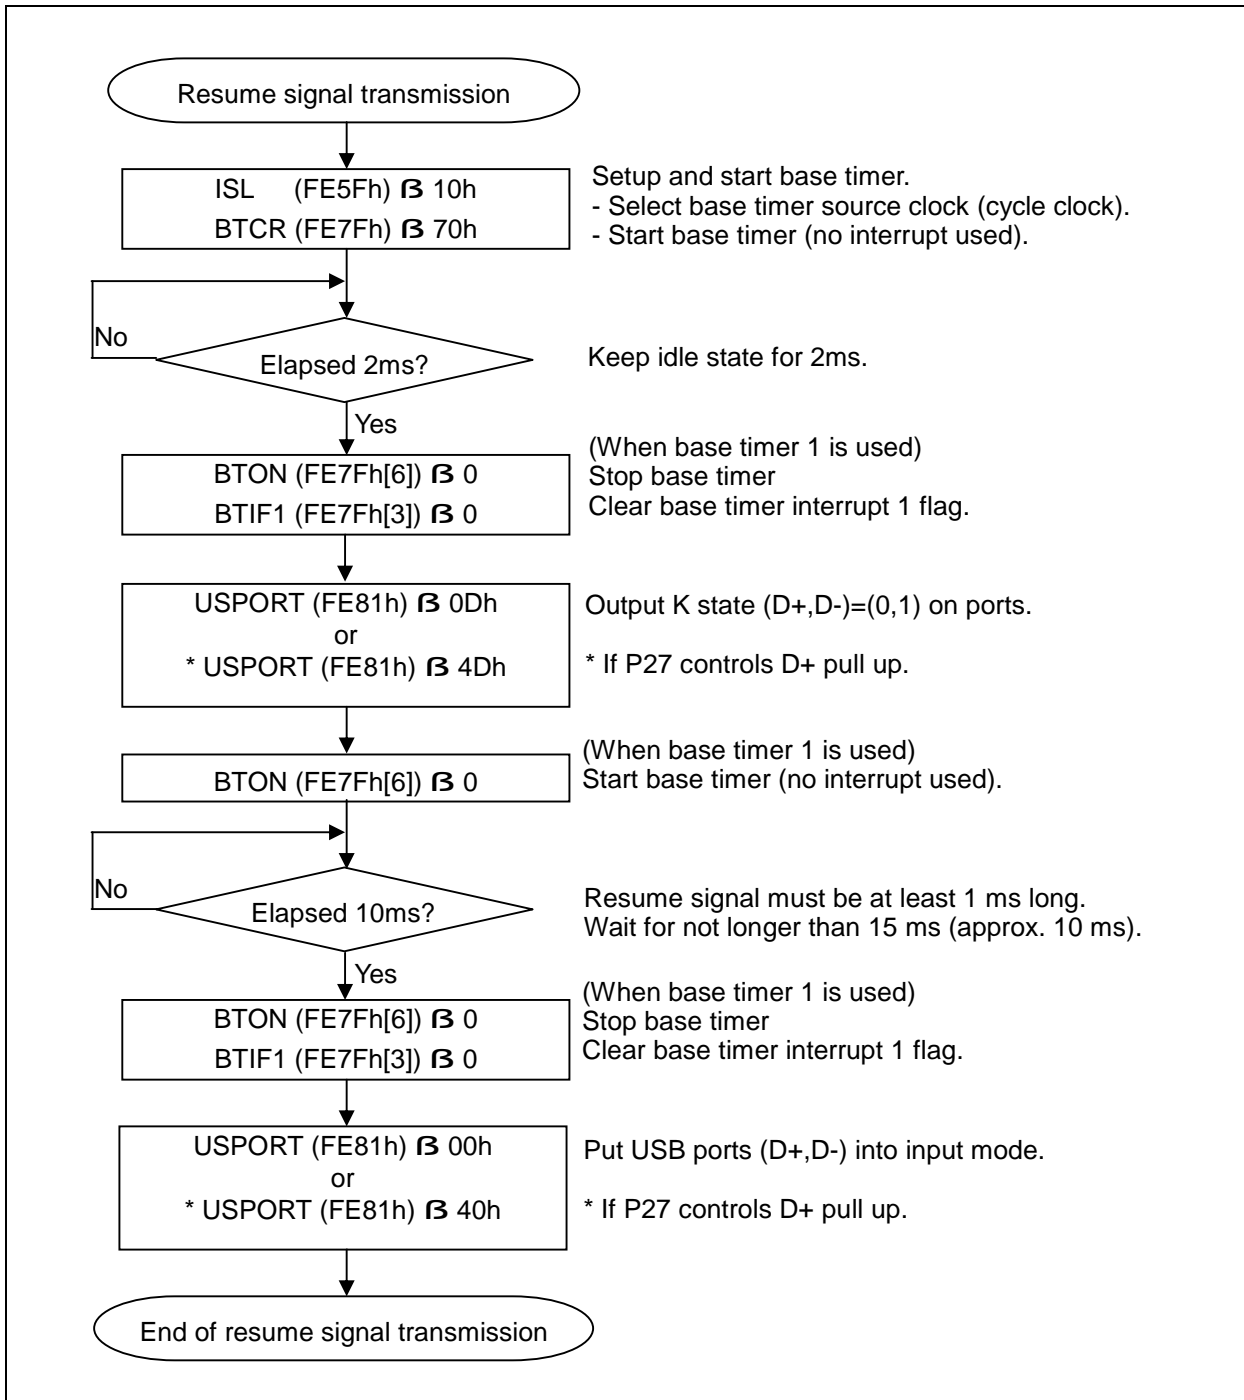 Resume signal transmission
ISL (FE5Fh) ß 10h
BTCR (FE7Fh) ß 70h
Setup and start base timer.
- Select base timer source clock (cycle clock).
- Start base timer (no interrupt used).
No
Elapsed 2ms?
Keep idle state for 2ms.
Yes
BTON (FE7Fh[6]) ß 0
BTIF1 (FE7Fh[3]) ß 0
(When base timer 1 is used)
Stop base timer
Clear base timer interrupt 1 flag.
USPORT (FE81h) ß 0Dh
or
* USPORT (FE81h) ß 4Dh
Output K state (D+,D-)=(0,1) on ports.
* If P27 controls D+ pull up.
BTON (FE7Fh[6]) ß 0
(When base timer 1 is used)
Start base timer (no interrupt used).
No
Elapsed 10ms?
Resume signal must be at least 1 ms long.
Wait for not longer than 15 ms (approx. 10 ms).
Yes
BTON (FE7Fh[6]) ß 0
BTIF1 (FE7Fh[3]) ß 0
(When base timer 1 is used)
Stop base timer
Clear base timer interrupt 1 flag.
USPORT (FE81h) ß 00h
or
* USPORT (FE81h) ß 40h
Put USB ports (D+,D-) into input mode.
* If P27 controls D+ pull up.
End of resume signal transmission